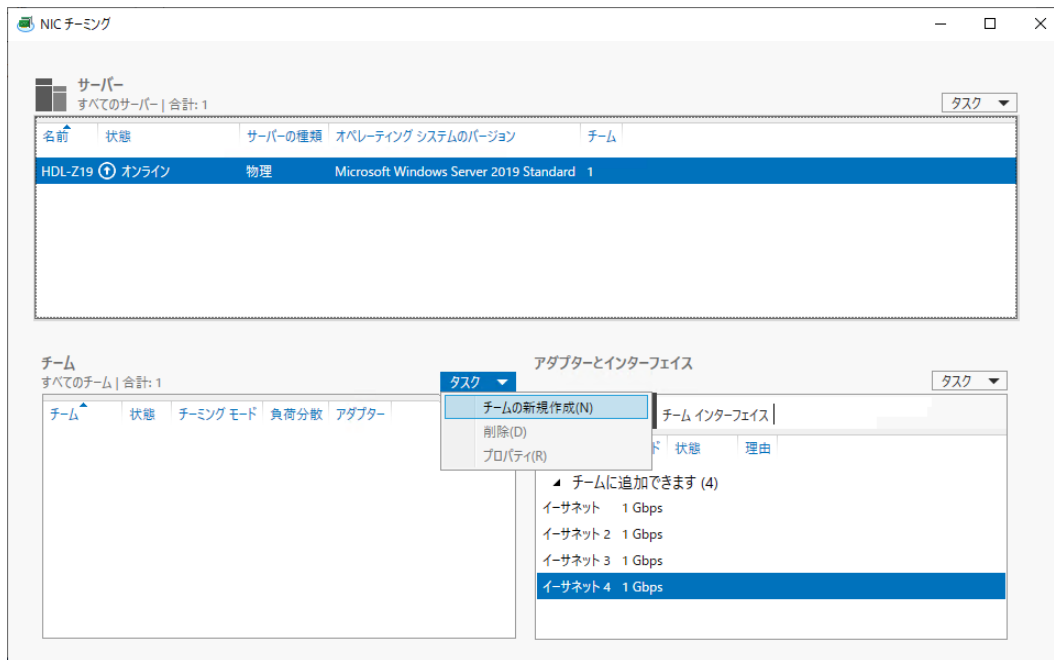 NIC チーミング
サーバー
すべてのサーバー | 合計: 1
タスク
名前 状態 サーバーの種類 オペレーティング システムのバージョン チーム
HDL-Z19 オンライン 物理 Microsoft Windows Server 2019 Standard 1
チーム
すべてのチーム | 合計: 1
タスク
チーム 状態 チーミング モード 負荷分散 アダプター
チームの新規作成(N)
削除(D)
プロパティ(R)
アダプターとインターフェイス
タスク
チーム インターフェイス
ド 状態 理由
チームに追加できます (4)
イーサネット 1 Gbps
イーサネット 2 1 Gbps
イーサネット 3 1 Gbps
イーサネット 4 1 Gbps